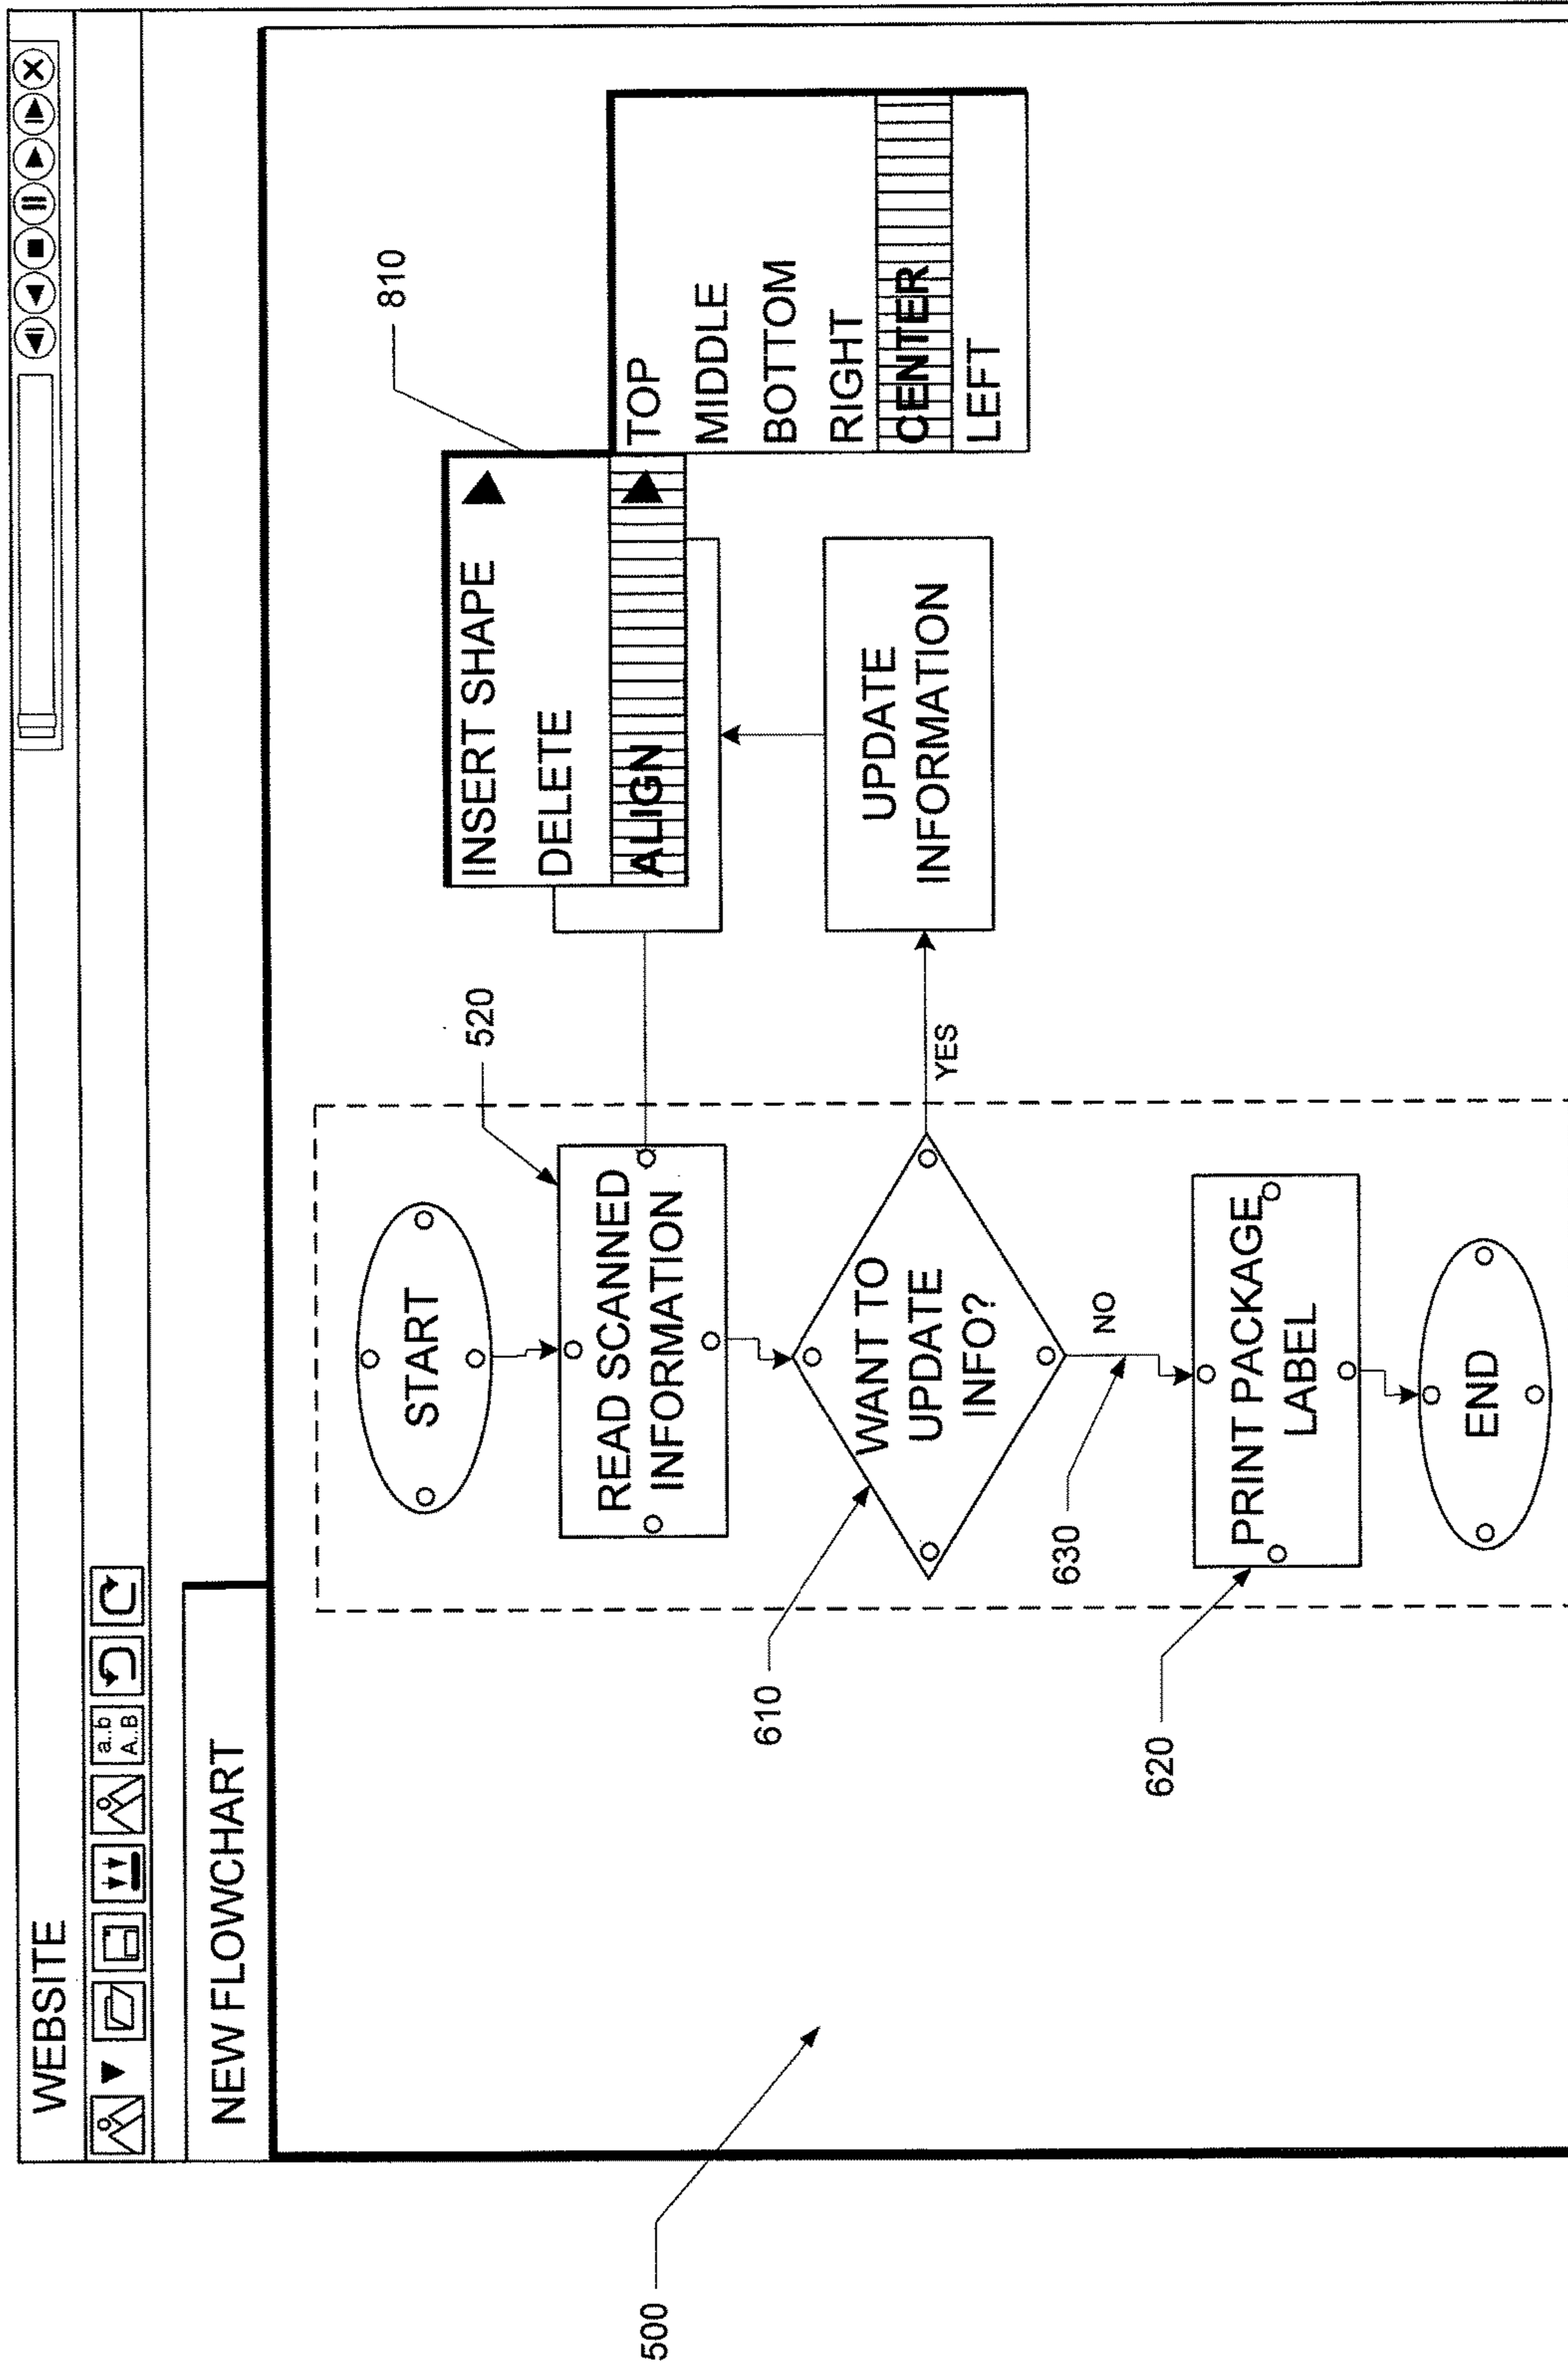 WEBSITE
a..b
A..B
NEW FLOWCHART
START
520
READ SCANNED
INFORMATION
INSERT SHAPE
DELETE
ALIGN
810
TOP
MIDDLE
BOTTOM
RIGHT
CENTER
LEFT
610
WANT TO
UPDATE
INFO?
YES
UPDATE
INFORMATION
630
NO
620
PRINT PACKAGE
LABEL
END
500